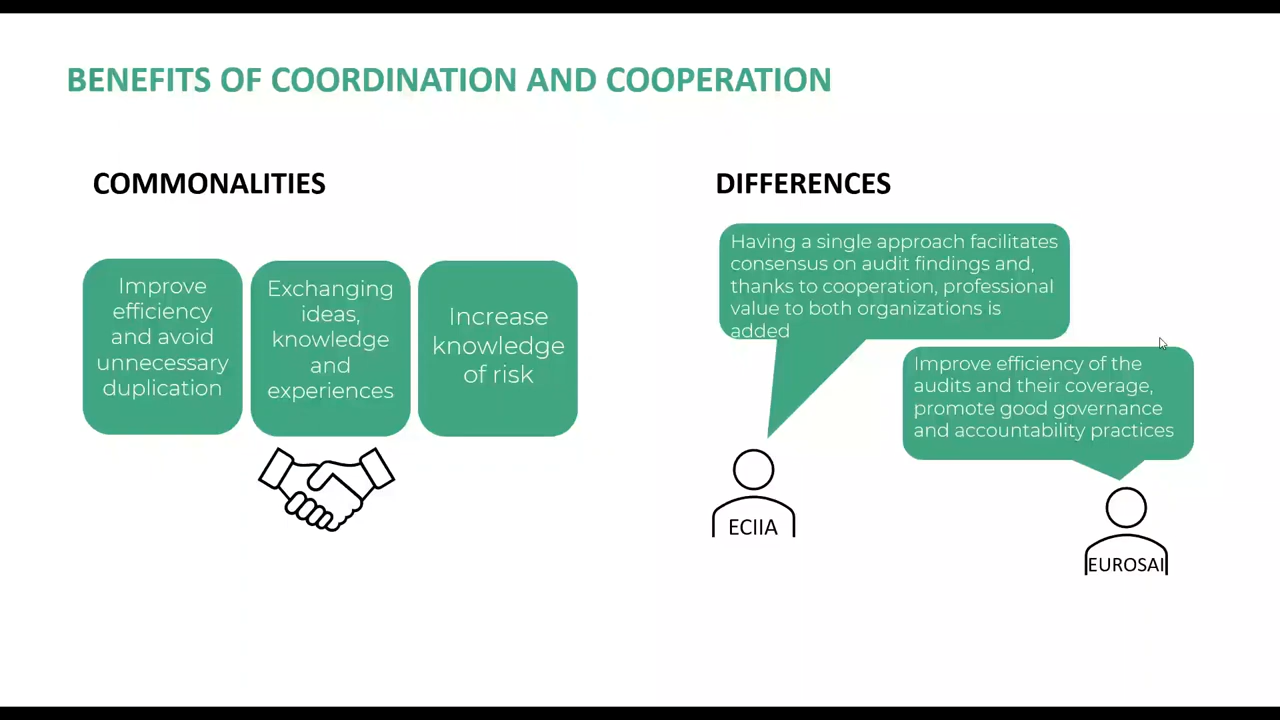 BENEFITS OF COORDINATION AND COOPERATION
COMMONALITIES
Improve
efficiency
and avoid
unnecessary
duplication
Exchanging
ideas,
knowledge
and
experiences
Increase
knowledge
of risk
DIFFERENCES
Having a single approach facilitates
consensus on audit findings and,
thanks to cooperation, professional
value to both organizations is
added
Improve efficiency of the
audits and their coverage,
promote good governance
and accountability practices
ECIIA
EUROSAI